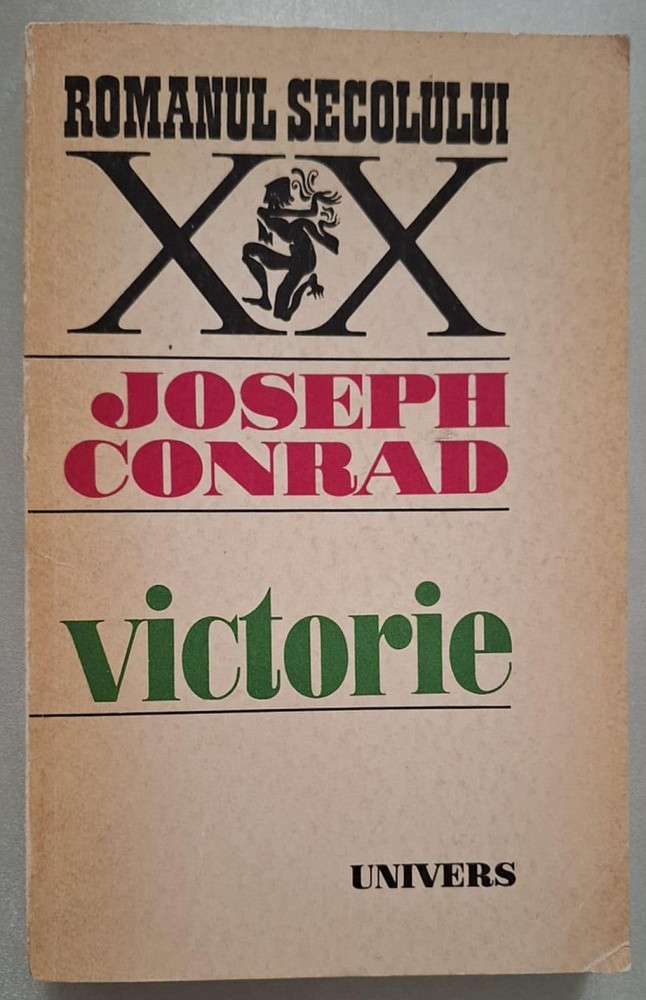 ROMANUL SECOLULUI
XX
JOSEPH
CONRAD
victorie
UNIVERS